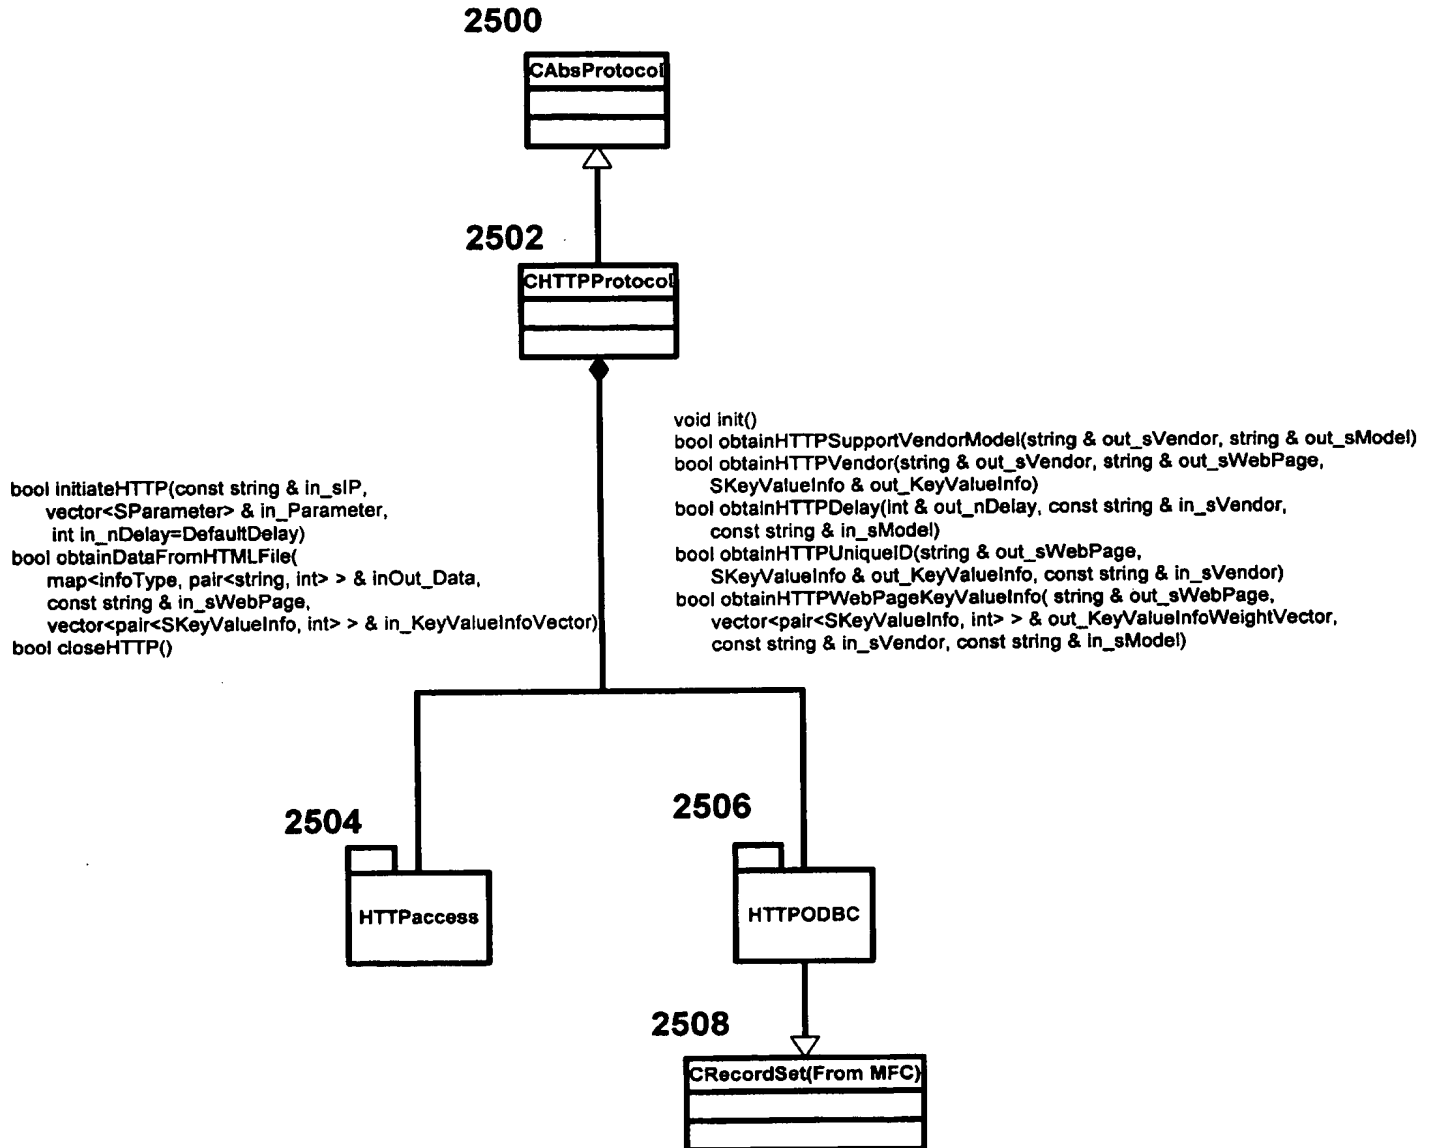 2500
CAbsProtocol
2502
CHTTPProtocol
void init()
bool obtainHTTPSupportVendorModel(string & out_sVendor, string & out_sModel)
bool obtainHTTPVendor(string & out_sVendor, string & out_sWebPage,
SKeyValueInfo & out_KeyValueInfo)
bool obtainHTTPDelay(int & out_nDelay, const string & in_sVendor,
const string & in_sModel)
bool obtainHTTPUniqueID(string & out_sWebPage,
SKeyValueInfo & out_KeyValueInfo, const string & in_sVendor)
bool obtainHTTPWebPageKeyValueInfo( string & out_sWebPage,
vector<pair<SKeyValueInfo, int> > & out_KeyValueInfoWeightVector,
const string & in_sVendor, const string & in_sModel)
bool initiateHTTP(const string & in_sIP,
vector<SParameter> & in_Parameter,
int in_nDelay=DefaultDelay)
bool obtainDataFromHTMLFile(
map<infoType, pair<string, int> > & inOut_Data,
const string & in_sWebPage,
vector<pair<SKeyValueInfo, int> > & in_KeyValueInfoVector)
bool closeHTTP()
2504
HTTPaccess
2506
HTTPODBC
2508
CRecordSet(From MFC)